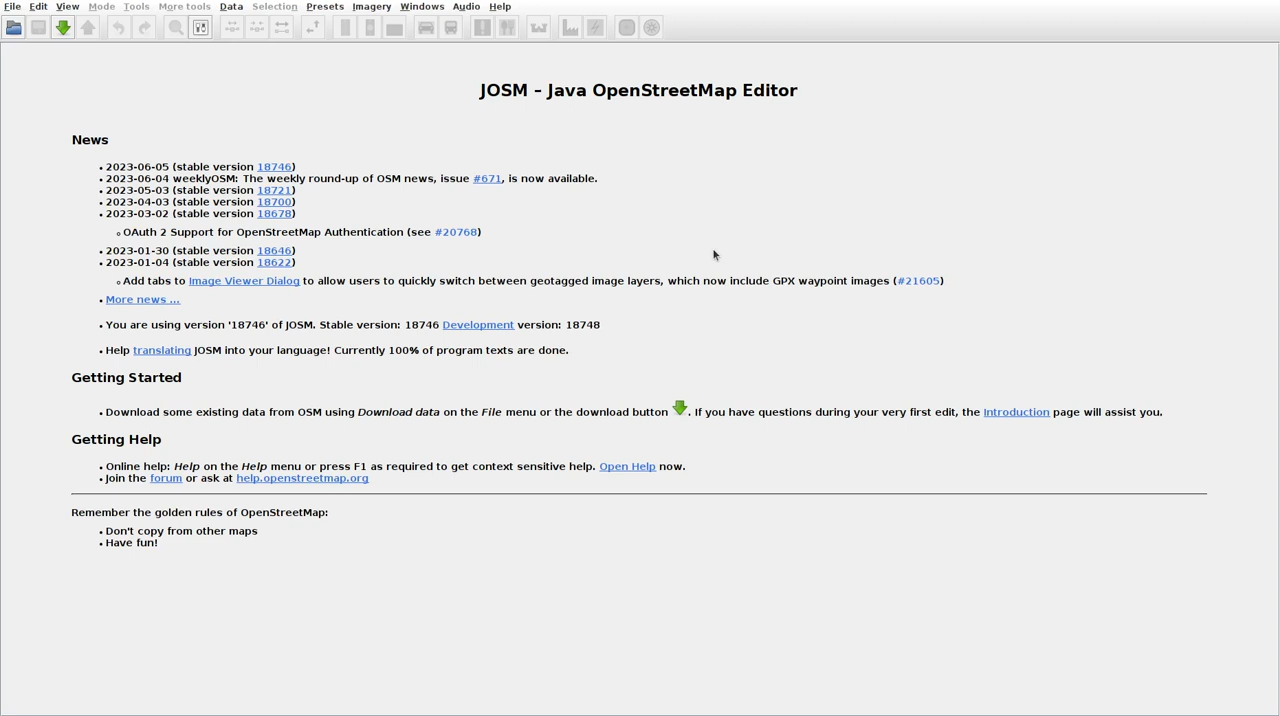 File Edit View Mode Tools More tools Data Selection Presets Imagery Windows Audio Help
JOSM – Java OpenStreetMap Editor
News
2023-06-05 (stable version 18746)
2023-06-04 weeklyOSM: The weekly round-up of OSM news, issue #671, is now available.
2023-05-03 (stable version 18721)
2023-04-03 (stable version 18700)
2023-03-02 (stable version 18678)
OAuth 2 Support for OpenStreetMap Authentication (see #20768)
2023-01-30 (stable version 18646)
2023-01-04 (stable version 18622)
Add tabs to Image Viewer Dialog to allow users to quickly switch between geotagged image layers, which now include GPX waypoint images (#21605)
More news ...
You are using version '18746' of JOSM. Stable version: 18746 Development version: 18748
Help translating JOSM into your language! Currently 100% of program texts are done.
Getting Started
Download some existing data from OSM using Download data on the File menu or the download button . If you have questions during your very first edit, the Introduction page will assist you.
Getting Help
Online help: Help on the Help menu or press F1 as required to get context sensitive help. Open Help now.
Join the forum or ask at help.openstreetmap.org
Remember the golden rules of OpenStreetMap:
Don't copy from other maps
Have fun!